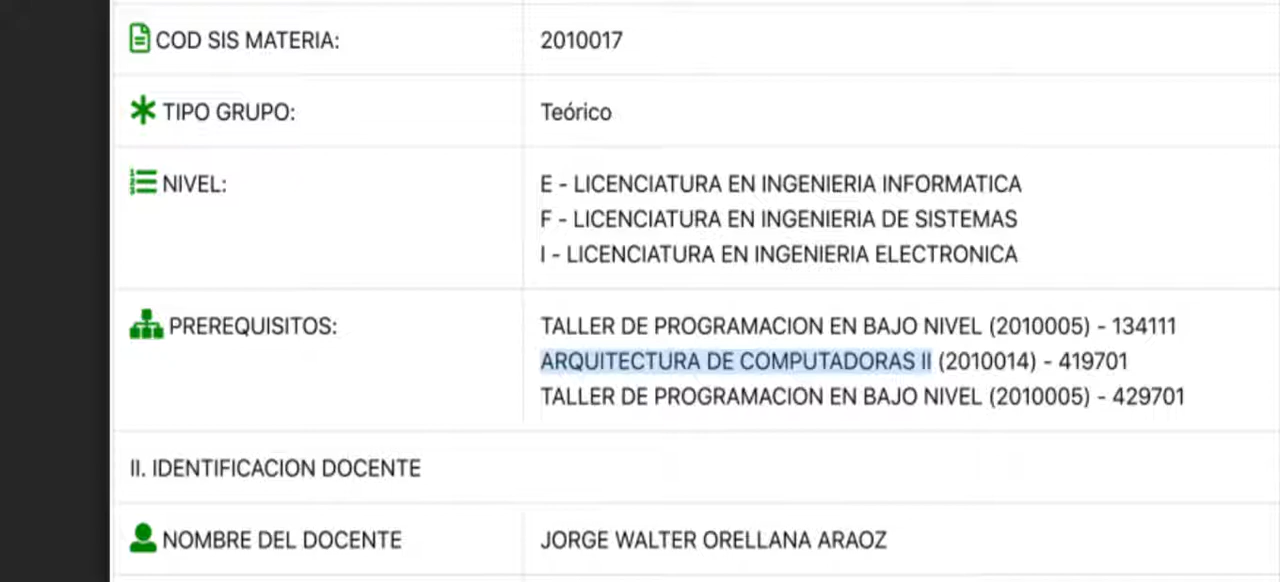 COD SIS MATERIA: 2010017
TIPO GRUPO: Teórico
NIVEL: E - LICENCIATURA EN INGENIERIA INFORMATICA
F - LICENCIATURA EN INGENIERIA DE SISTEMAS
I - LICENCIATURA EN INGENIERIA ELECTRONICA
PREREQUISITOS: TALLER DE PROGRAMACION EN BAJO NIVEL (2010005) - 134111
ARQUITECTURA DE COMPUTADORAS II (2010014) - 419701
TALLER DE PROGRAMACION EN BAJO NIVEL (2010005) - 429701
II. IDENTIFICACION DOCENTE
NOMBRE DEL DOCENTE JORGE WALTER ORELLANA ARAOZ